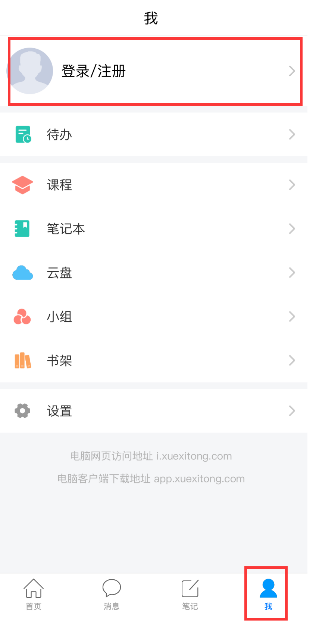 我
登录/注册
待办
课程
笔记本
云盘
小组
书架
设置
电脑网页访问地址 i.xuexitong.com
电脑客户端下载地址 app.xuexitong.com
首页
消息
笔记
我